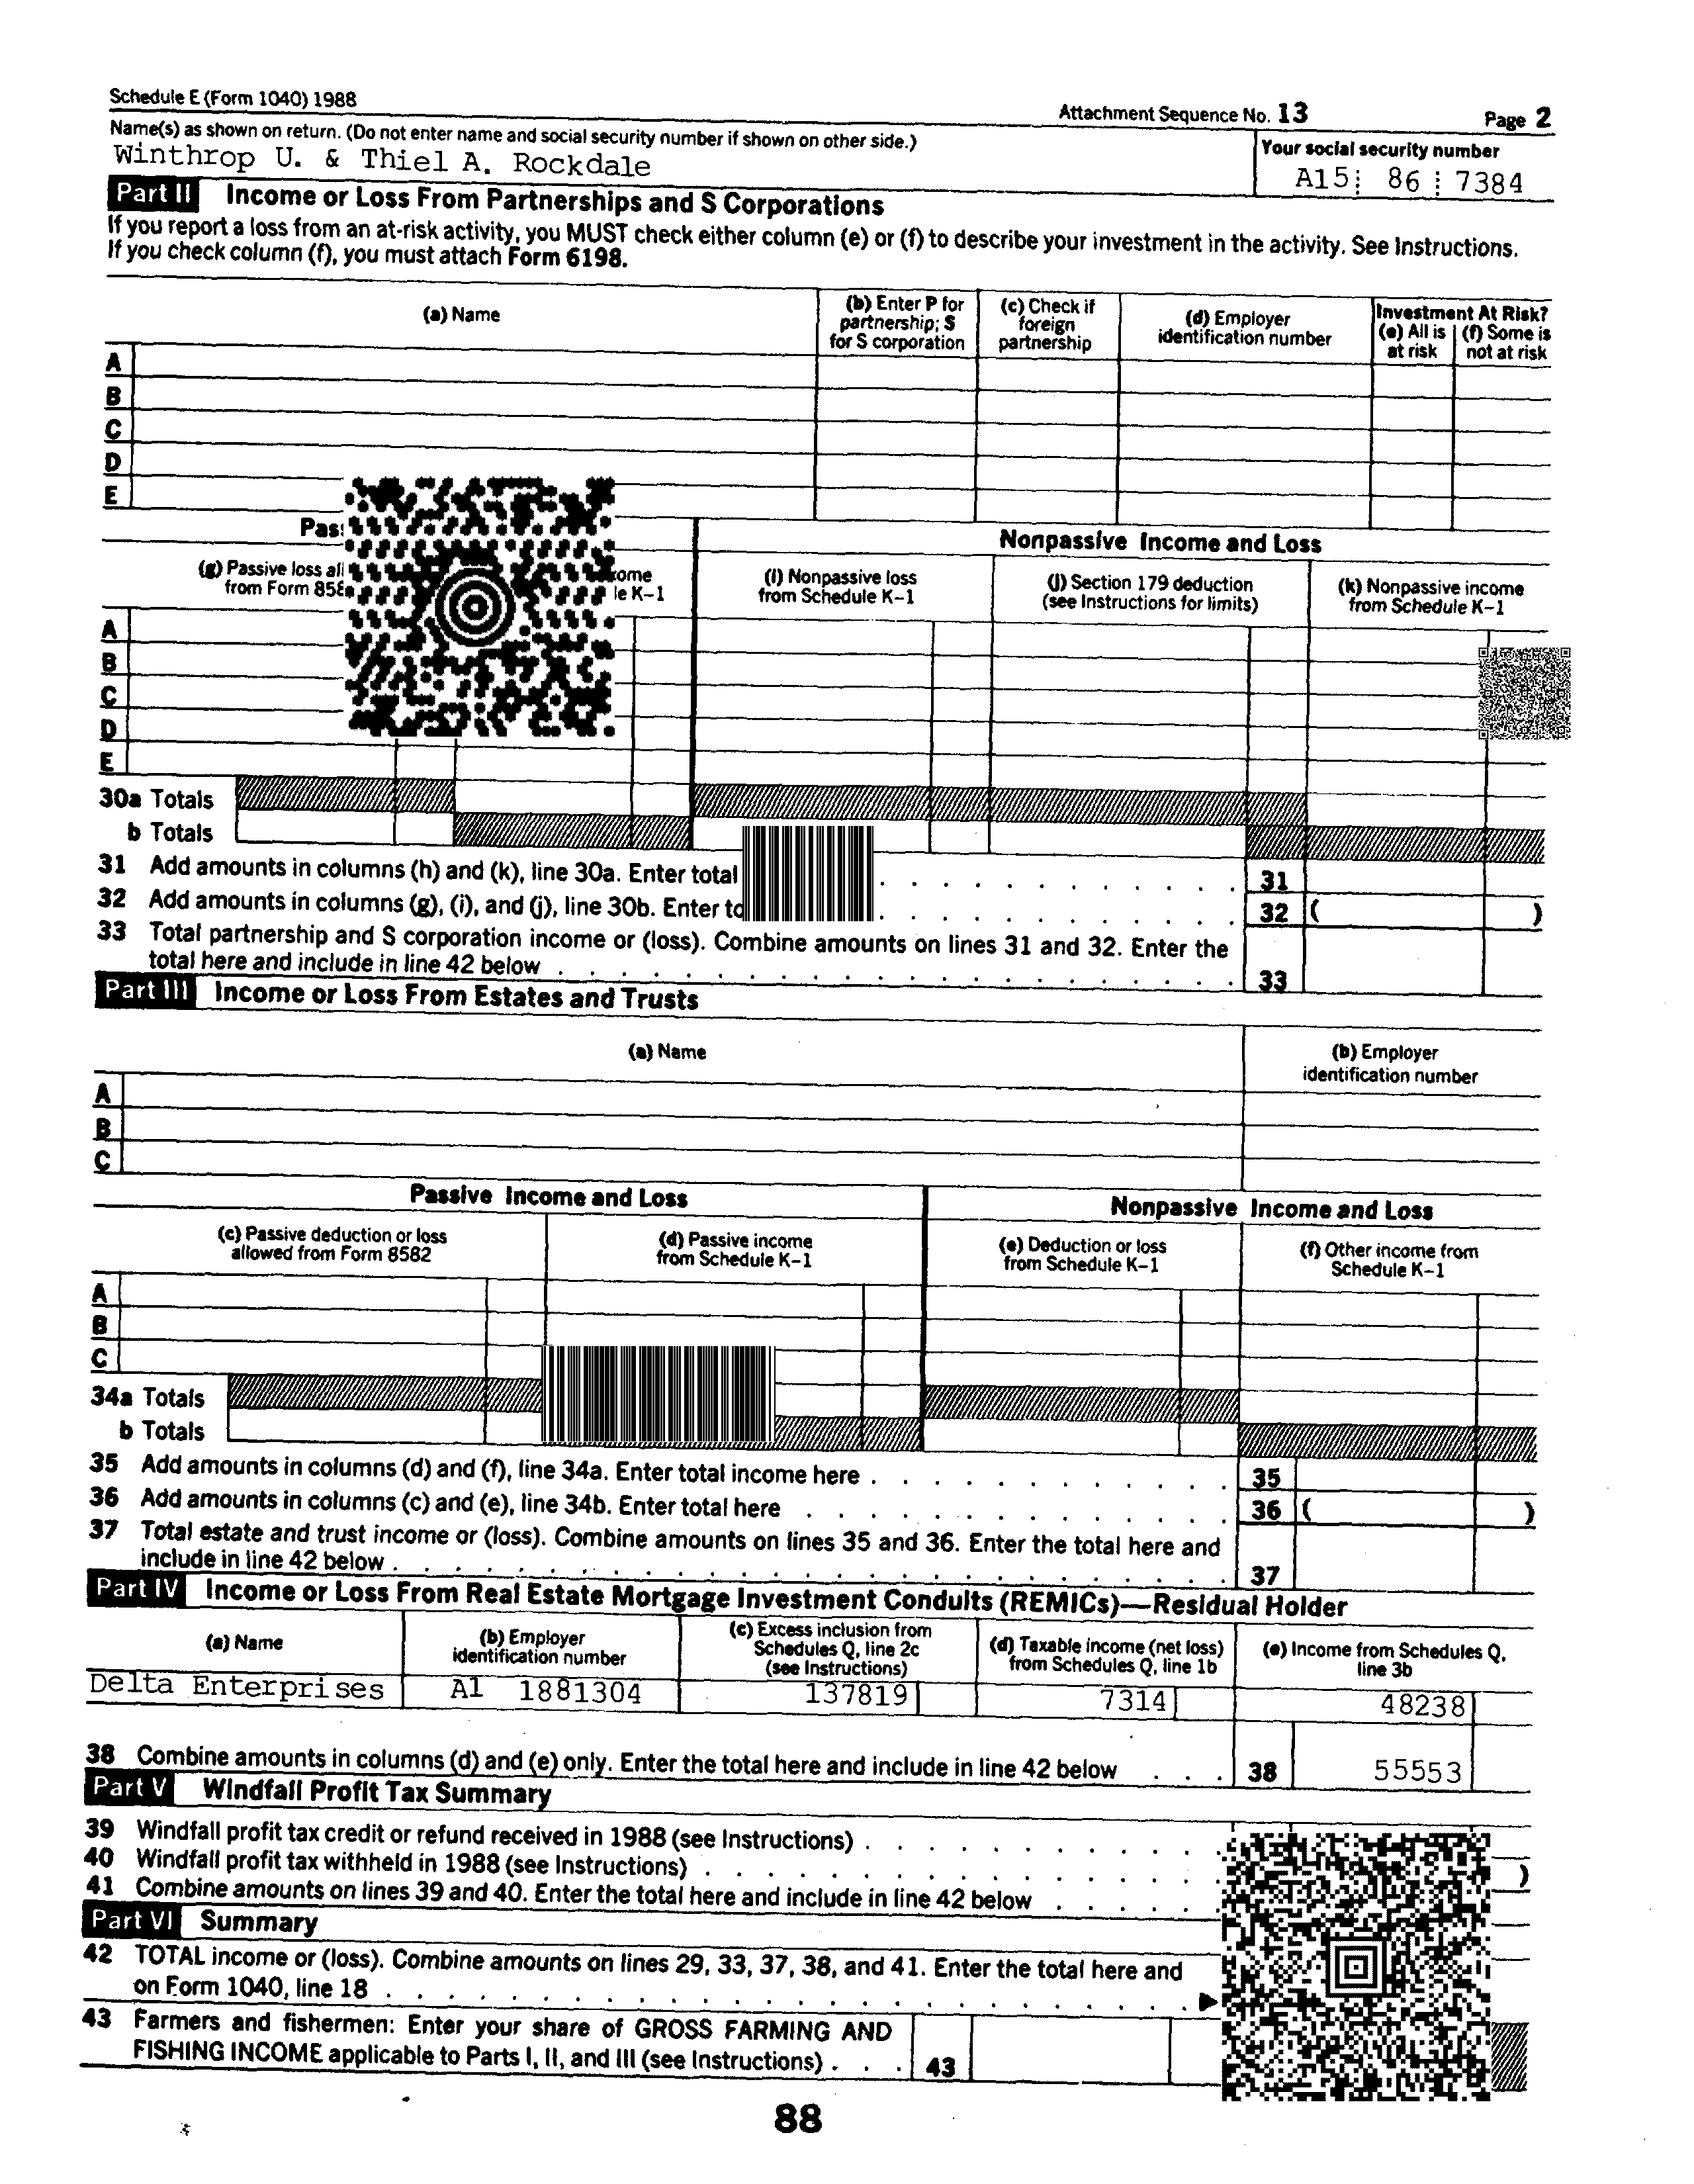 Schedule E (Form 1040) 1988
Attachment Sequence No. 13
Page 2
Name(s) as shown on return. (Do not enter name and social security number if shown on other side.)
Your social security number
Winthrop U. & Thiel A. Rockdale
A15 86 7384
Part II Income or Loss From Partnerships and S Corporations
If you report a loss from an at-risk activity, you MUST check either column (e) or (f) to describe your investment in the activity. See Instructions.
If you check column (f), you must attach Form 6198.
(a) Name
(b) Enter P for
partnership; S
for S corporation
(c) Check if
foreign
partnership
(d) Employer
identification number
Investment At Risk?
(e) All is
at risk
(f) Some is
not at risk
A
B
C
D
E
Nonpassive Income and Loss
(g) Passive loss
from Form
K–1
(i) Nonpassive loss
from Schedule K–1
(j) Section 179 deduction
(see Instructions for limits)
(k) Nonpassive income
from Schedule K–1
A
B
C
D
E
30a Totals
b Totals
31 Add amounts in columns (h) and (k), line 30a. Enter total
31
32 Add amounts in columns (g), (i), and (j), line 30b. Enter
32 ( )
33 Total partnership and S corporation income or (loss). Combine amounts on lines 31 and 32. Enter the
total here and include in line 42 below
33
Part III Income or Loss From Estates and Trusts
(a) Name
(b) Employer
identification number
A
B
C
Passive Income and Loss
Nonpassive Income and Loss
(c) Passive deduction or loss
allowed from Form 8582
(d) Passive income
from Schedule K–1
(e) Deduction or loss
from Schedule K–1
(f) Other income from
Schedule K–1
A
B
C
34a Totals
b Totals
35 Add amounts in columns (d) and (f), line 34a. Enter total income here
35
36 Add amounts in columns (c) and (e), line 34b. Enter total here
36 ( )
37 Total estate and trust income or (loss). Combine amounts on lines 35 and 36. Enter the total here and
include in line 42 below
37
Part IV Income or Loss From Real Estate Mortgage Investment Conduits (REMICs)—Residual Holder
(a) Name
(b) Employer
identification number
(c) Excess inclusion from
Schedules Q, line 2c
(see Instructions)
(d) Taxable income (net loss)
from Schedules Q, line 1b
(e) Income from Schedules Q,
line 3b
Delta Enterprises
A1 1881304
137819
7314
48238
38 Combine amounts in columns (d) and (e) only. Enter the total here and include in line 42 below
38
55553
Part V Windfall Profit Tax Summary
39 Windfall profit tax credit or refund received in 1988 (see Instructions)
40 Windfall profit tax withheld in 1988 (see Instructions)
)
41 Combine amounts on lines 39 and 40. Enter the total here and include in line 42 below
Part VI Summary
42 TOTAL income or (loss). Combine amounts on lines 29, 33, 37, 38, and 41. Enter the total here and
on Form 1040, line 18
43 Farmers and fishermen: Enter your share of GROSS FARMING AND
FISHING INCOME applicable to Parts I, II, and III (see Instructions)
43
88